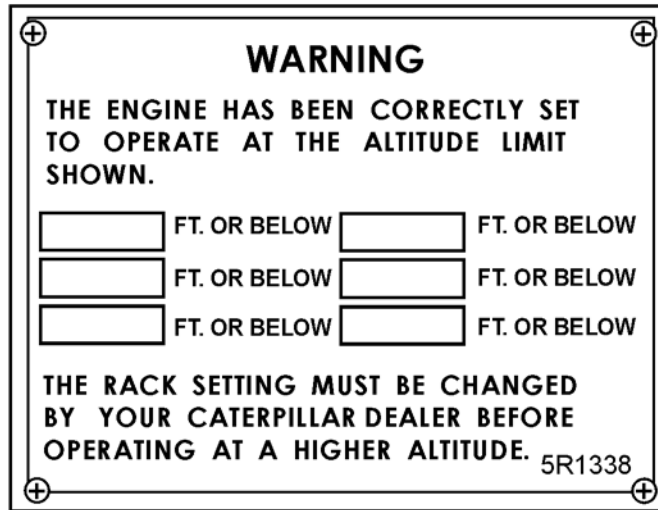 WARNING
THE ENGINE HAS BEEN CORRECTLY SET
TO OPERATE AT THE ALTITUDE LIMIT
SHOWN.
FT. OR BELOW FT. OR BELOW
FT. OR BELOW FT. OR BELOW
FT. OR BELOW FT. OR BELOW
THE RACK SETTING MUST BE CHANGED
BY YOUR CATERPILLAR DEALER BEFORE
OPERATING AT A HIGHER ALTITUDE.
5R1338